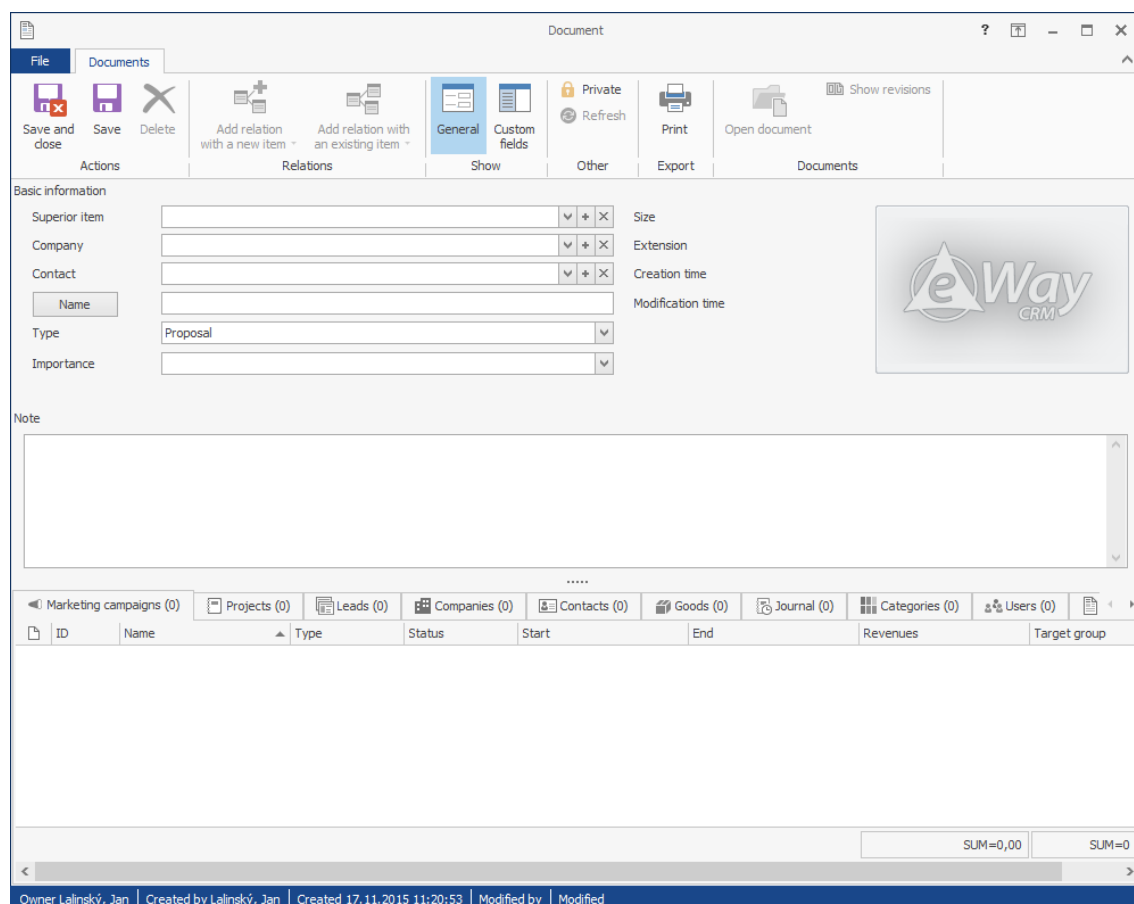 Document
?
File Documents
Save and close
Save
Delete
Actions
Add relation with a new item
Add relation with an existing item
Relations
General
Custom fields
Show
Private
Refresh
Other
Print
Export
Open document
Show revisions
Documents
Basic information
Superior item
Company
Contact
Name
Type Proposal
Importance
Size
Extension
Creation time
Modification time
eWay
CRM
Note
Marketing campaigns (0) Projects (0) Leads (0) Companies (0) Contacts (0) Goods (0) Journal (0) Categories (0) Users (0)
ID Name Type Status Start End Revenues Target group
SUM=0,00 SUM=0
Owner Lalinský, Jan Created by Lalinský, Jan Created 17.11.2015 11:20:53 Modified by Modified